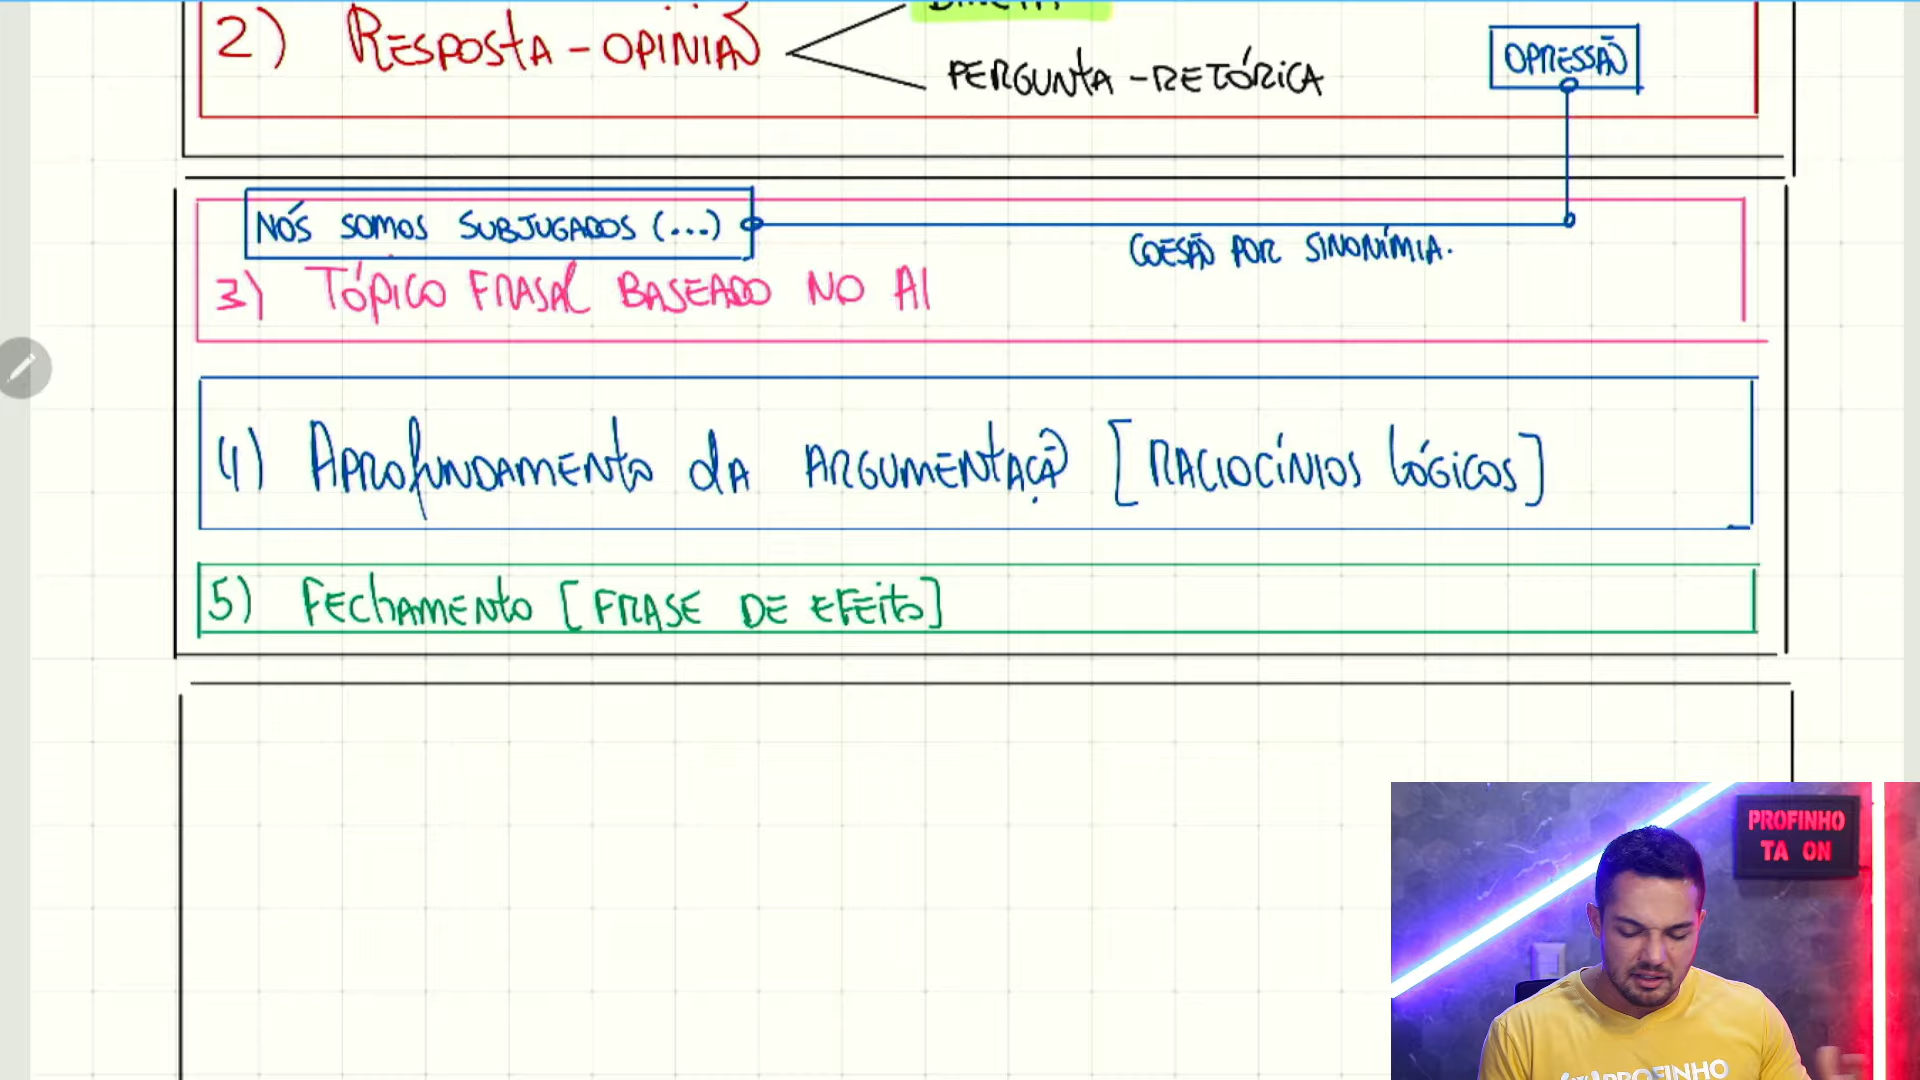 2) RESPOSTA - OPINIÃO
PERGUNTA - RETÓRICA
OPRESSÃO
NÓS SOMOS SUBJUGADOS (...)
COESÃO POR SINONÍMIA.
3) TÓPICO FRASAL BASEADO NO A1
4) APROFUNDAMENTO DA ARGUMENTAÇÃO [RACIOCÍNIOS LÓGICOS]
5) FECHAMENTO [FRASE DE EFEITO]
PROFINHO
TA ON
PROFINHO